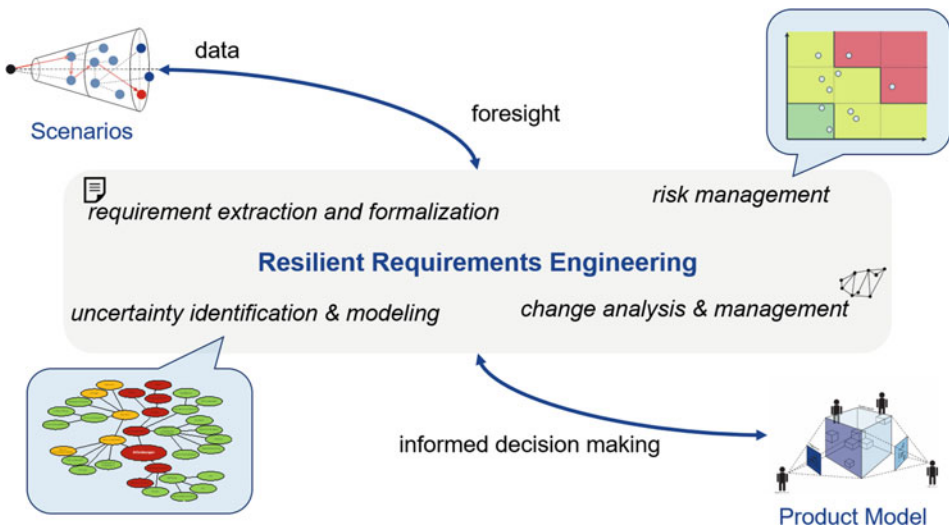 data
Scenarios
foresight
requirement extraction and formalization
risk management
Resilient Requirements Engineering
uncertainty identification & modeling
change analysis & management
informed decision making
Product Model